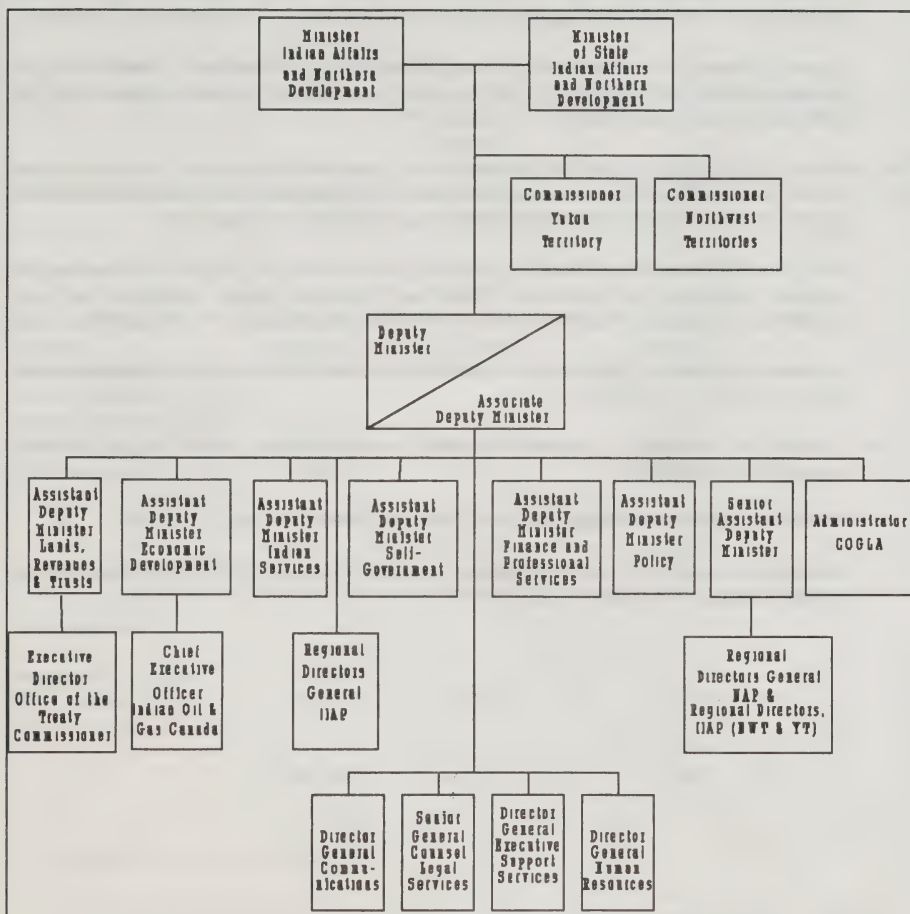 Minister
Indian Affairs
and Northern
Development
Minister
of State
Indian Affairs
and Northern
Development
Commissioner
Yukon
Territory
Commissioner
Northwest
Territories
Deputy
Minister
Associate
Deputy Minister
Assistant
Deputy
Minister
Lands,
Revenues
& Trusts
Assistant
Deputy
Minister
Economic
Development
Assistant
Deputy
Minister
Indian
Services
Assistant
Deputy
Minister
Self-
Government
Assistant
Deputy
Minister
Finance and
Professional
Services
Assistant
Deputy
Minister
Policy
Senior
Assistant
Deputy
Minister
Administrator
COGLA
Executive
Director
Office of the
Treaty
Commissioner
Chief
Executive
Officer
Indian Oil &
Gas Canada
Regional
Directors
General
IIAP
Regional
Directors General
NAP &
Regional Directors,
IIAP (NWT & YT)
Director
General
Commu-
nications
Senior
General
Counsel
Legal
Services
Director
General
Executive
Support
Services
Director
General
Human
Resources